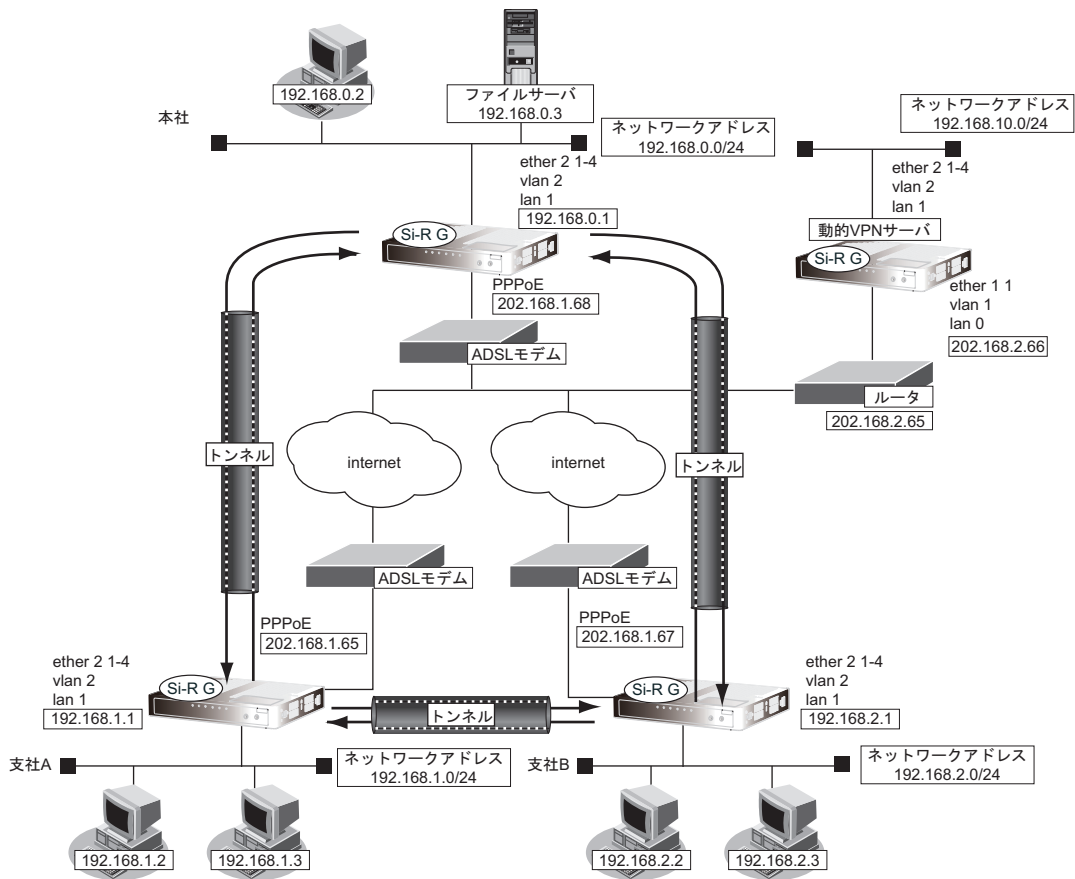 192.168.0.2
ファイルサーバ
192.168.0.3
本社
ネットワークアドレス
192.168.0.0/24
ネットワークアドレス
192.168.10.0/24
ether 2 1-4
vlan 2
lan 1
192.168.0.1
Si-R G
PPPoE
202.168.1.68
ADSLモデム
ether 2 1-4
vlan 2
lan 1
動的VPNサーバ
Si-R G
ether 1 1
vlan 1
lan 0
202.168.2.66
ルータ
202.168.2.65
トンネル
internet
internet
トンネル
ADSLモデム
ADSLモデム
PPPoE
202.168.1.65
PPPoE
202.168.1.67
ether 2 1-4
vlan 2
lan 1
192.168.1.1
Si-R G
トンネル
Si-R G
ether 2 1-4
vlan 2
lan 1
192.168.2.1
支社A
ネットワークアドレス
192.168.1.0/24
支社B
ネットワークアドレス
192.168.2.0/24
192.168.1.2
192.168.1.3
192.168.2.2
192.168.2.3